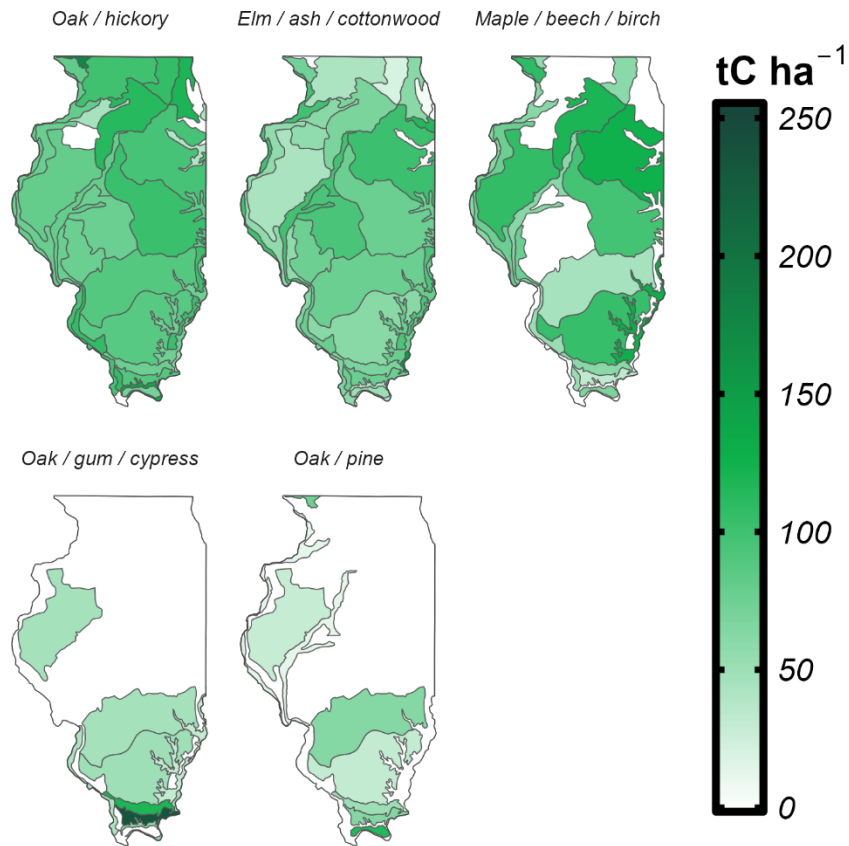 Oak / hickory
Elm / ash / cottonwood
Maple / beech / birch
tC ha⁻¹
250
200
150
100
50
0
Oak / gum / cypress
Oak / pine